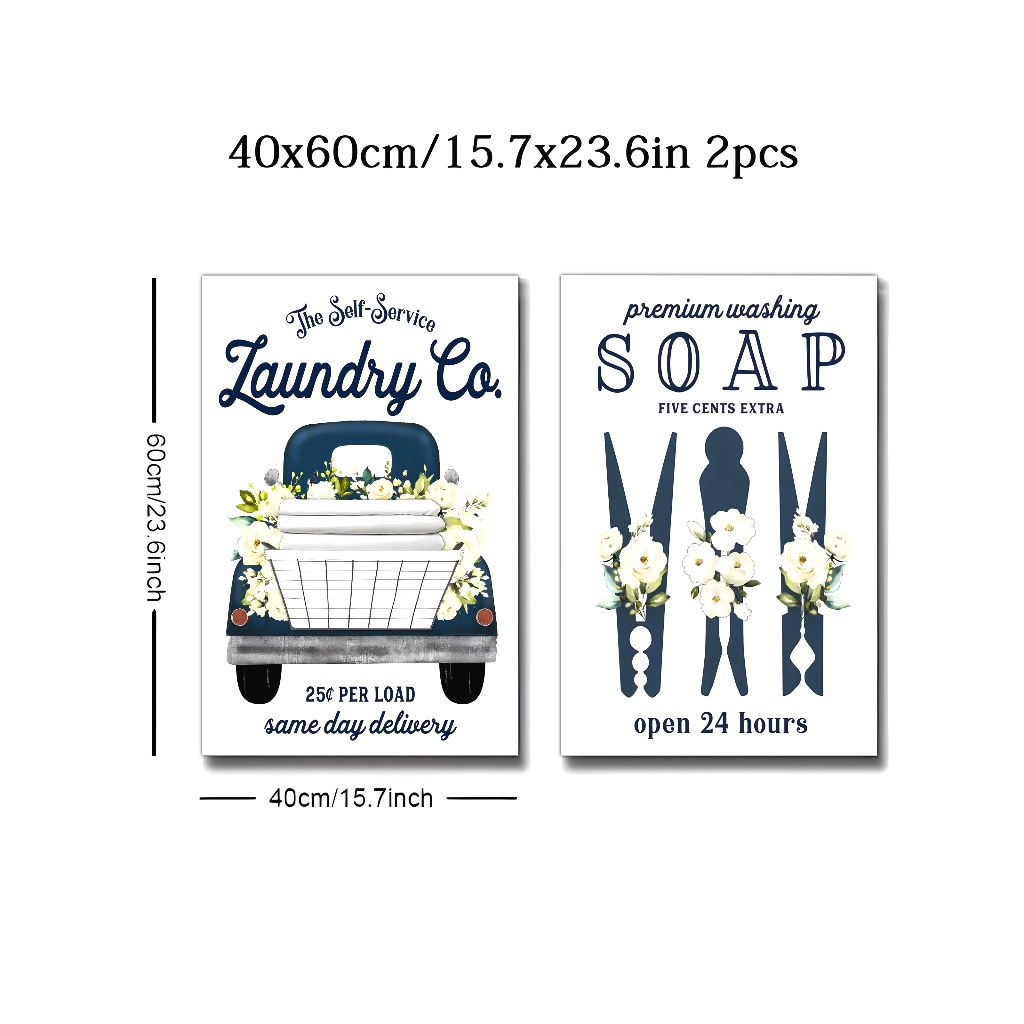 40x60cm/15.7x23.6in 2pcs
The Self-Service
Laundry Co.
25¢ PER LOAD
same day delivery
premium washing
SOAP
FIVE CENTS EXTRA
open 24 hours
60cm/23.6inch
40cm/15.7inch